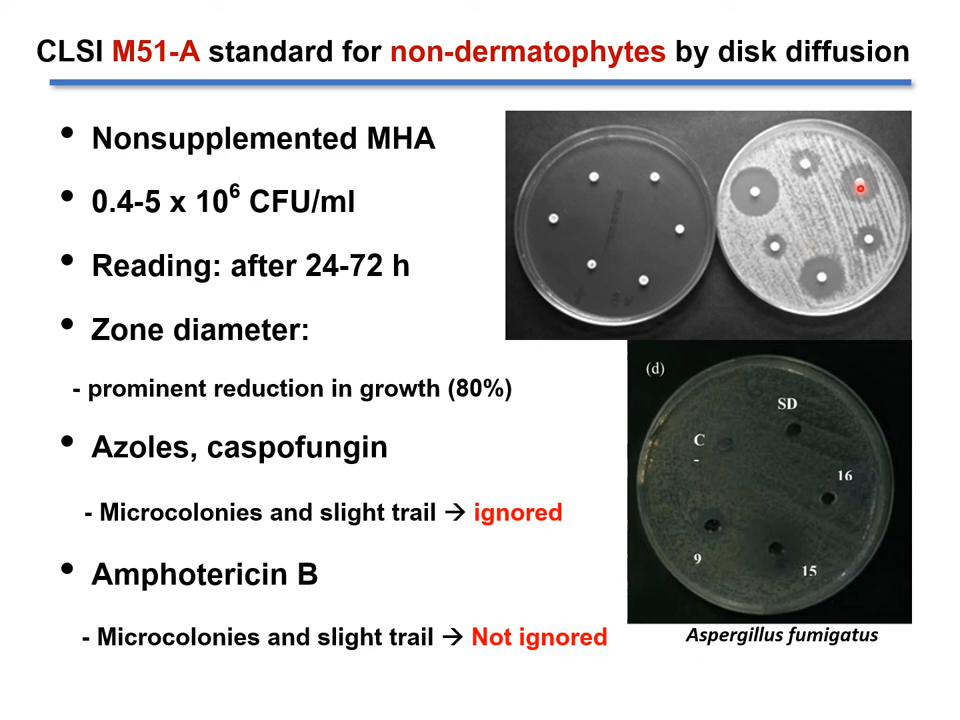 CLSI M51-A standard for non-dermatophytes by disk diffusion
• Nonsupplemented MHA
• 0.4-5 x 10⁶ CFU/ml
• Reading: after 24-72 h
• Zone diameter:
- prominent reduction in growth (80%)
• Azoles, caspofungin
- Microcolonies and slight trail → ignored
• Amphotericin B
- Microcolonies and slight trail → Not ignored
(d)
SD
C
-
16
9
15
Aspergillus fumigatus